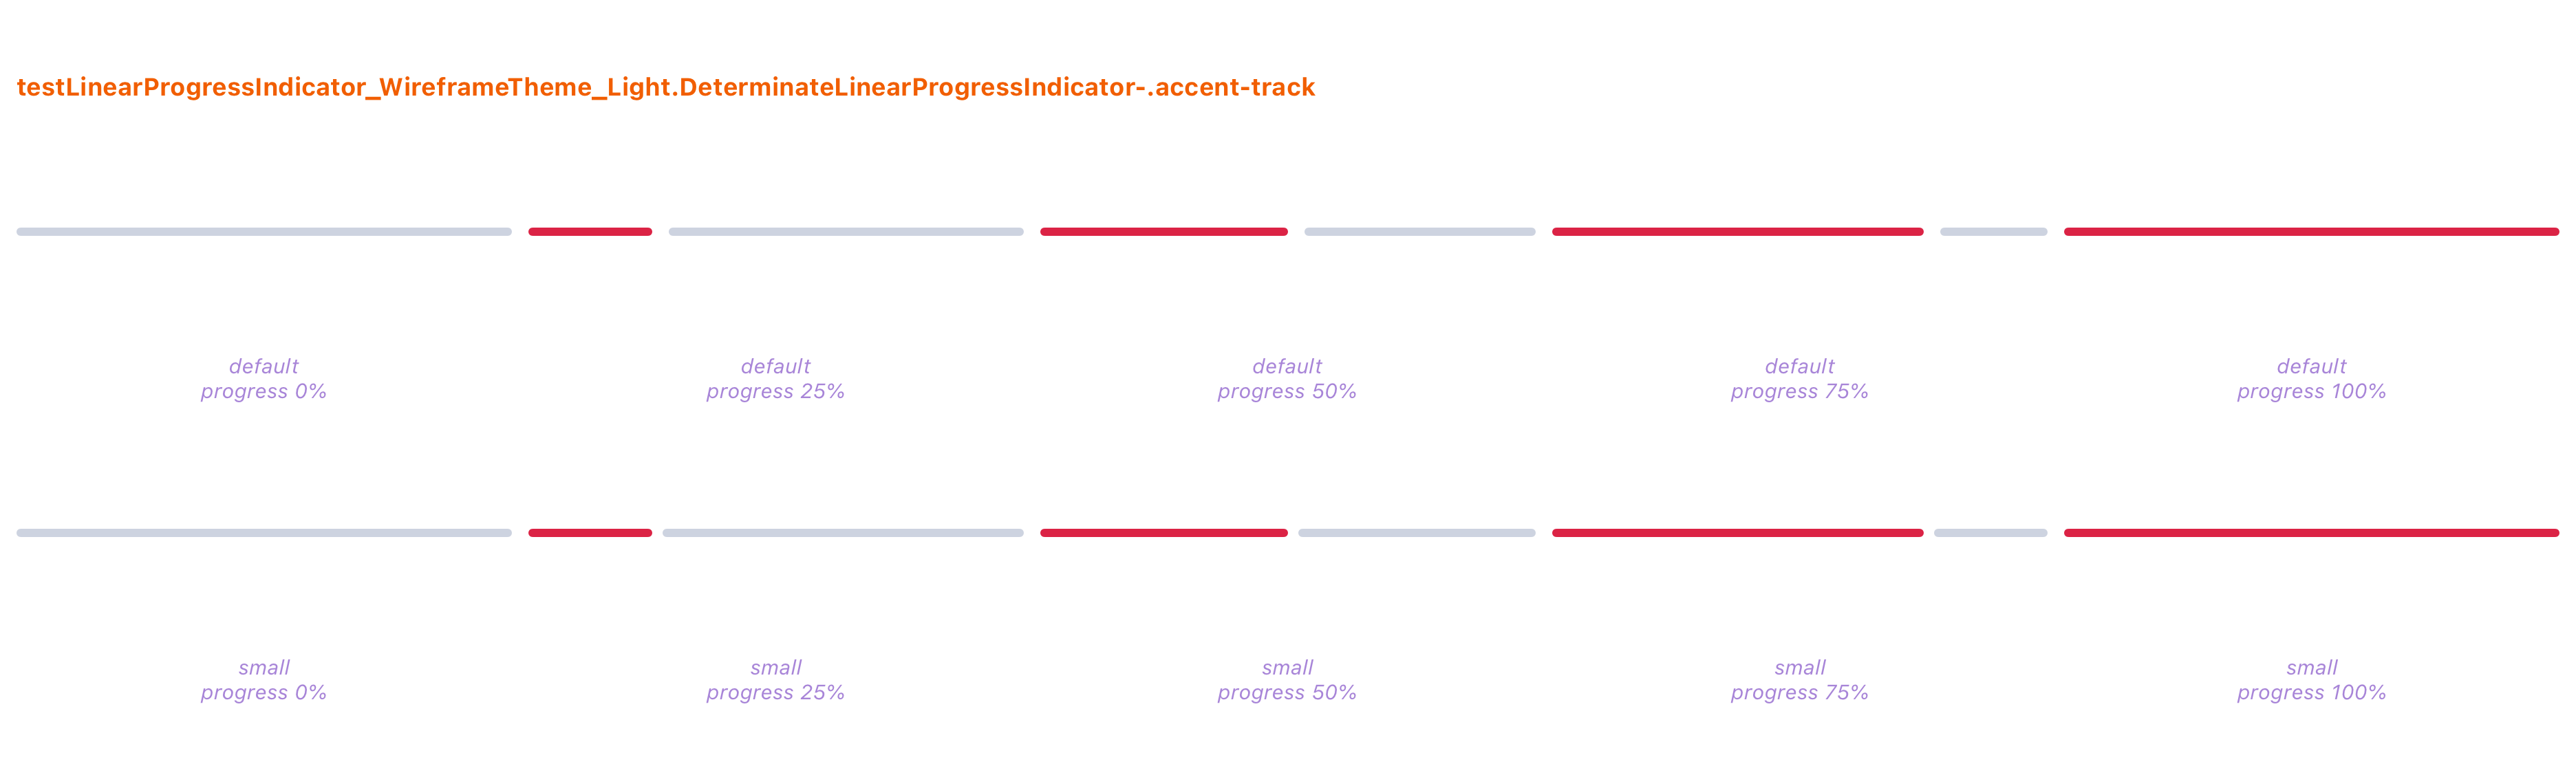 testLinearProgressIndicator_WireframeTheme_Light.DeterminateLinearProgressIndicator-.accent-track
default
progress 0%
default
progress 25%
default
progress 50%
default
progress 75%
default
progress 100%
small
progress 0%
small
progress 25%
small
progress 50%
small
progress 75%
small
progress 100%